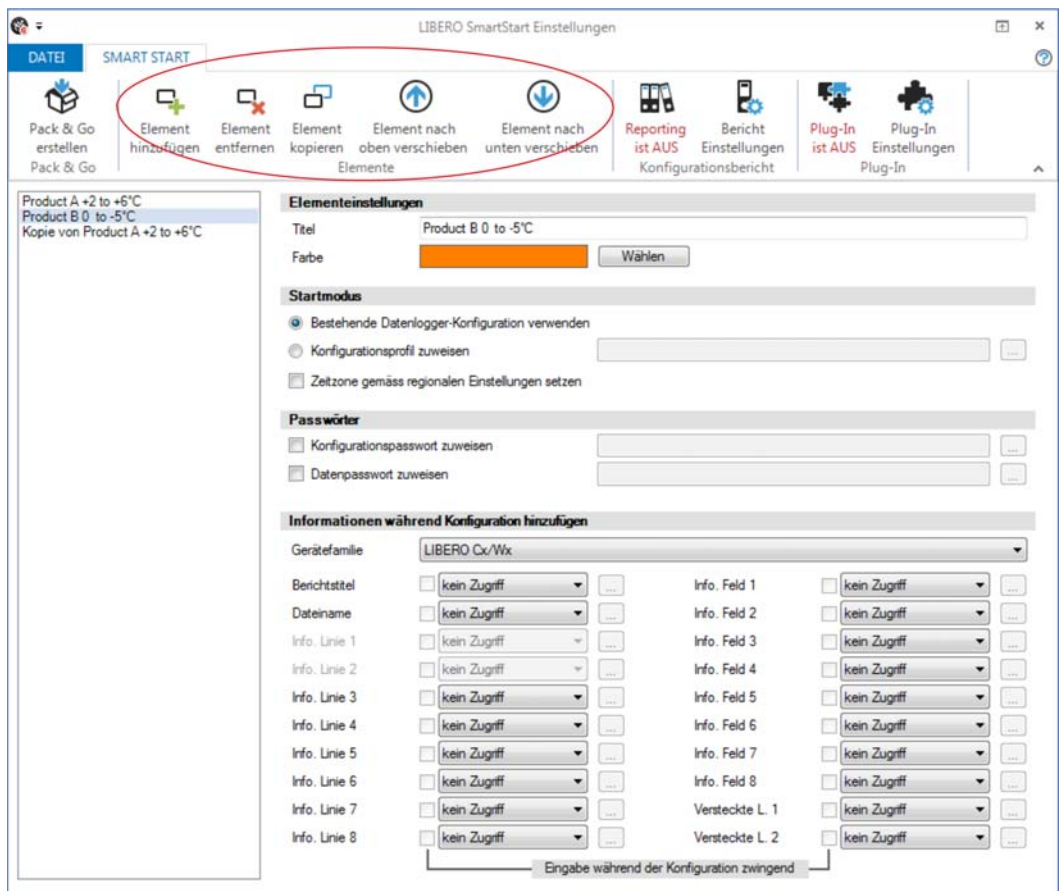 LIBERO SmartStart Einstellungen
DATEI SMART START
Pack & Go erstellen
Element hinzufügen
Element entfernen
Element kopieren
Element nach oben verschieben
Element nach unten verschieben
Reporting ist AUS
Bericht Einstellungen
Plug-In ist AUS
Plug-In Einstellungen
Pack & Go Elemente Konfigurationsbericht Plug-In
Product A +2 to +6°C
Product B 0 to -5°C
Kopie von Product A +2 to +6°C
Elementeinstellungen
Titel Product B 0 to -5°C
Farbe Wählen
Startmodus
Bestehende Datenlogger-Konfiguration verwenden
Konfigurationsprofil zuweisen ...
Zeitzone gemäss regionalen Einstellungen setzen
Passwörter
Konfigurationspasswort zuweisen ...
Datenpasswort zuweisen ...
Informationen während Konfiguration hinzufügen
Gerätefamilie LIBERO Cx/Wx
Berichtstitel kein Zugriff ... Info. Feld 1 kein Zugriff ...
Dateiname kein Zugriff ... Info. Feld 2 kein Zugriff ...
Info. Linie 1 kein Zugriff ... Info. Feld 3 kein Zugriff ...
Info. Linie 2 kein Zugriff ... Info. Feld 4 kein Zugriff ...
Info. Linie 3 kein Zugriff ... Info. Feld 5 kein Zugriff ...
Info. Linie 4 kein Zugriff ... Info. Feld 6 kein Zugriff ...
Info. Linie 5 kein Zugriff ... Info. Feld 7 kein Zugriff ...
Info. Linie 6 kein Zugriff ... Info. Feld 8 kein Zugriff ...
Info. Linie 7 kein Zugriff ... Versteckte L. 1 kein Zugriff ...
Info. Linie 8 kein Zugriff ... Versteckte L. 2 kein Zugriff ...
Eingabe während der Konfiguration zwingend